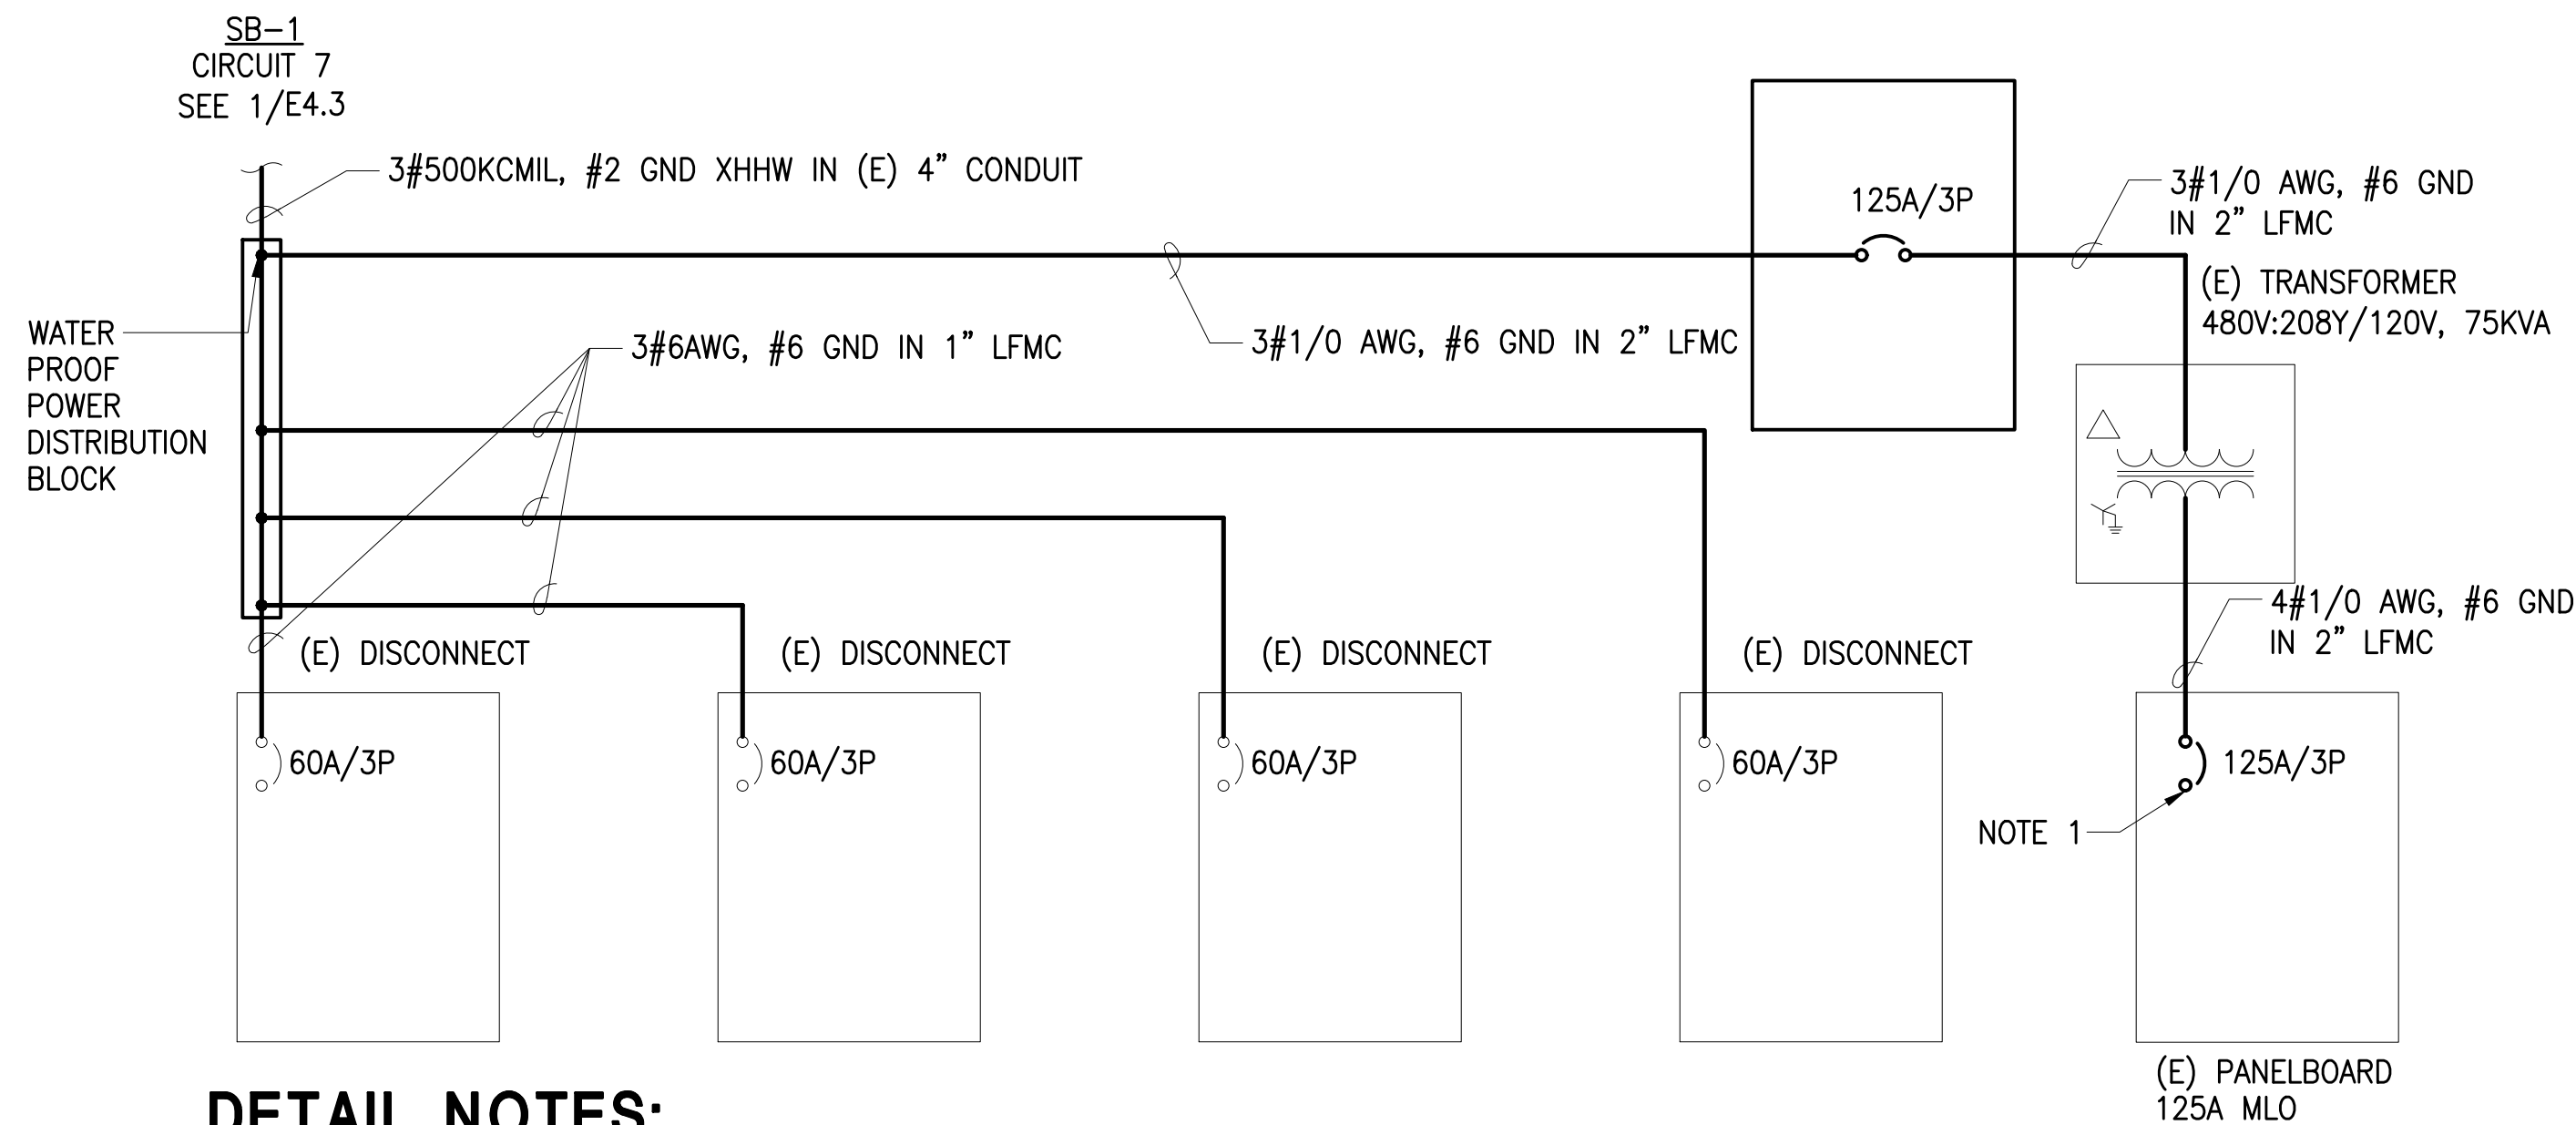 SB-1
CIRCUIT 7
SEE 1/E4.3
3#500KCMIL, #2 GND XHHW IN (E) 4" CONDUIT
125A/3P
3#1/0 AWG, #6 GND
IN 2" LFMC
(E) TRANSFORMER
480V:208Y/120V, 75KVA
WATER
PROOF
POWER
DISTRIBUTION
BLOCK
3#6AWG, #6 GND IN 1" LFMC
3#1/0 AWG, #6 GND IN 2" LFMC
4#1/0 AWG, #6 GND
IN 2" LFMC
(E) DISCONNECT
(E) DISCONNECT
(E) DISCONNECT
(E) DISCONNECT
60A/3P
60A/3P
60A/3P
60A/3P
125A/3P
NOTE 1
(E) PANELBOARD
125A MLO
DETAIL NOTES: